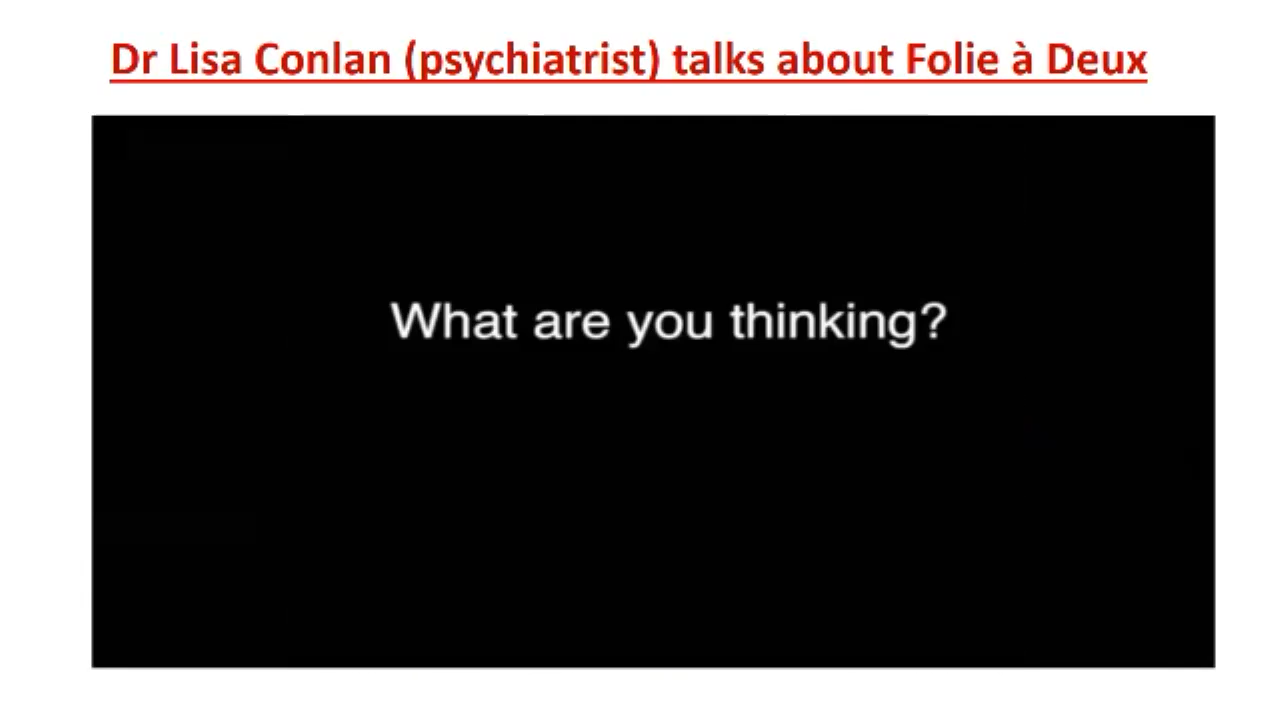 Dr Lisa Conlan (psychiatrist) talks about Folie à Deux
What are you thinking?